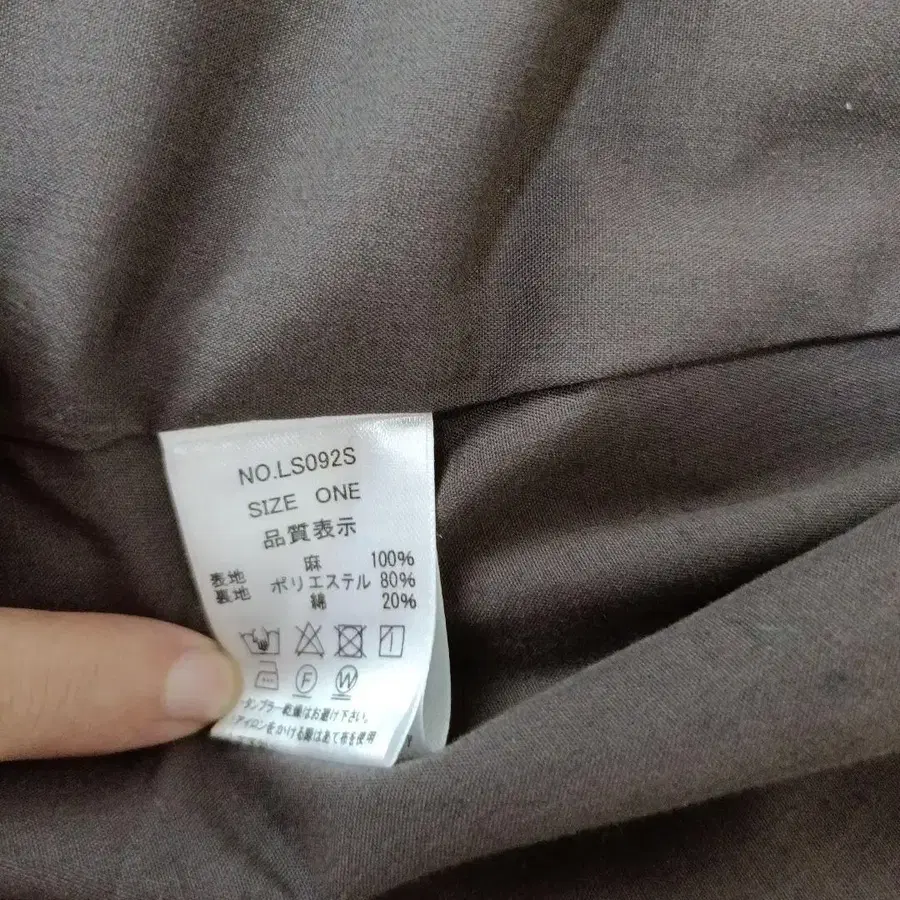 NO.LS092S
SIZE ONE
品質表示
表地 麻 100%
裏地 ポリエステル 80%
綿 20%
F W
タンブラー乾燥はお避け下さい。
アイロンをかける際はあて布を使用